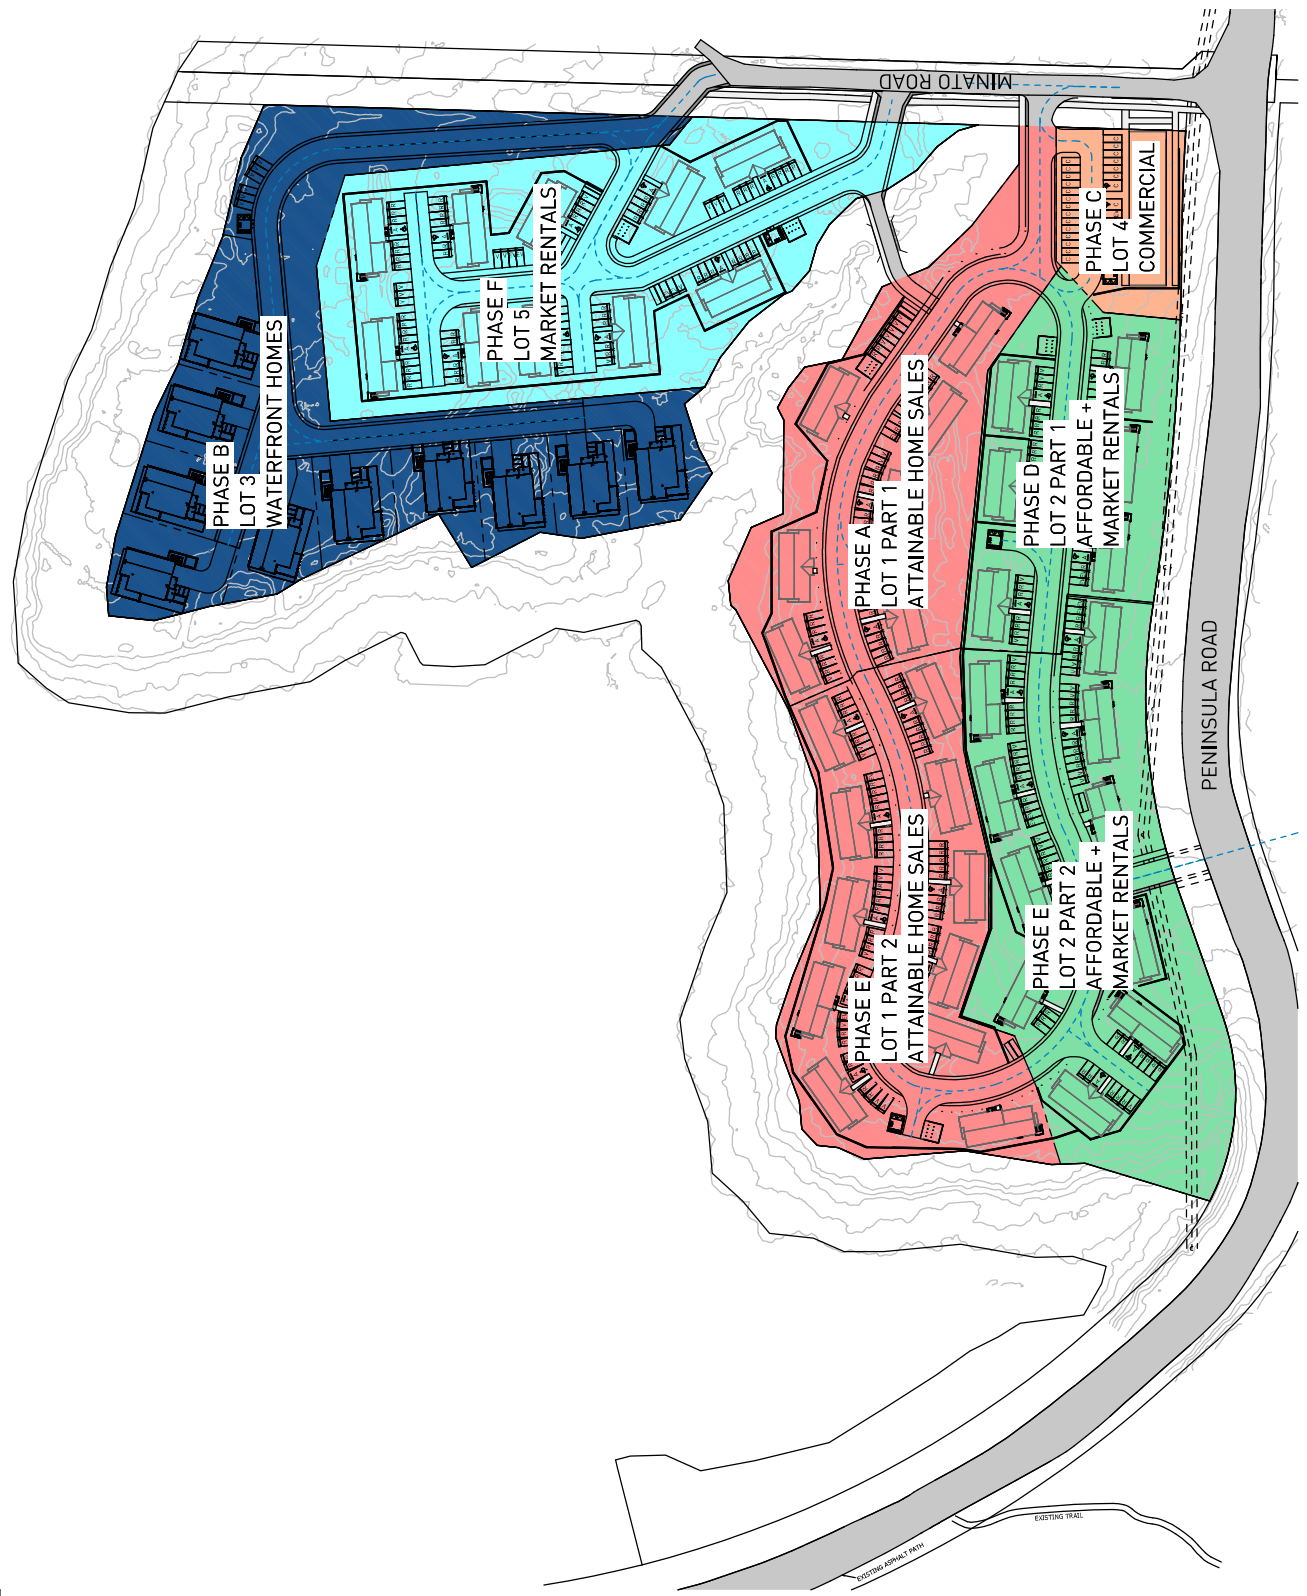 MINATO ROAD
PHASE C
LOT 4
COMMERCIAL
PHASE F
LOT 5
MARKET RENTALS
PHASE B
LOT 3
WATERFRONT HOMES
PHASE A
LOT 1 PART 1
ATTAINABLE HOME SALES
PHASE D
LOT 2 PART 1
AFFORDABLE +
MARKET RENTALS
PENINSULA ROAD
PHASE E
LOT 1 PART 2
ATTAINABLE HOME SALES
PHASE E
LOT 2 PART 2
AFFORDABLE +
MARKET RENTALS
EXISTING TRAIL
EXISTING ASPHALT PATH